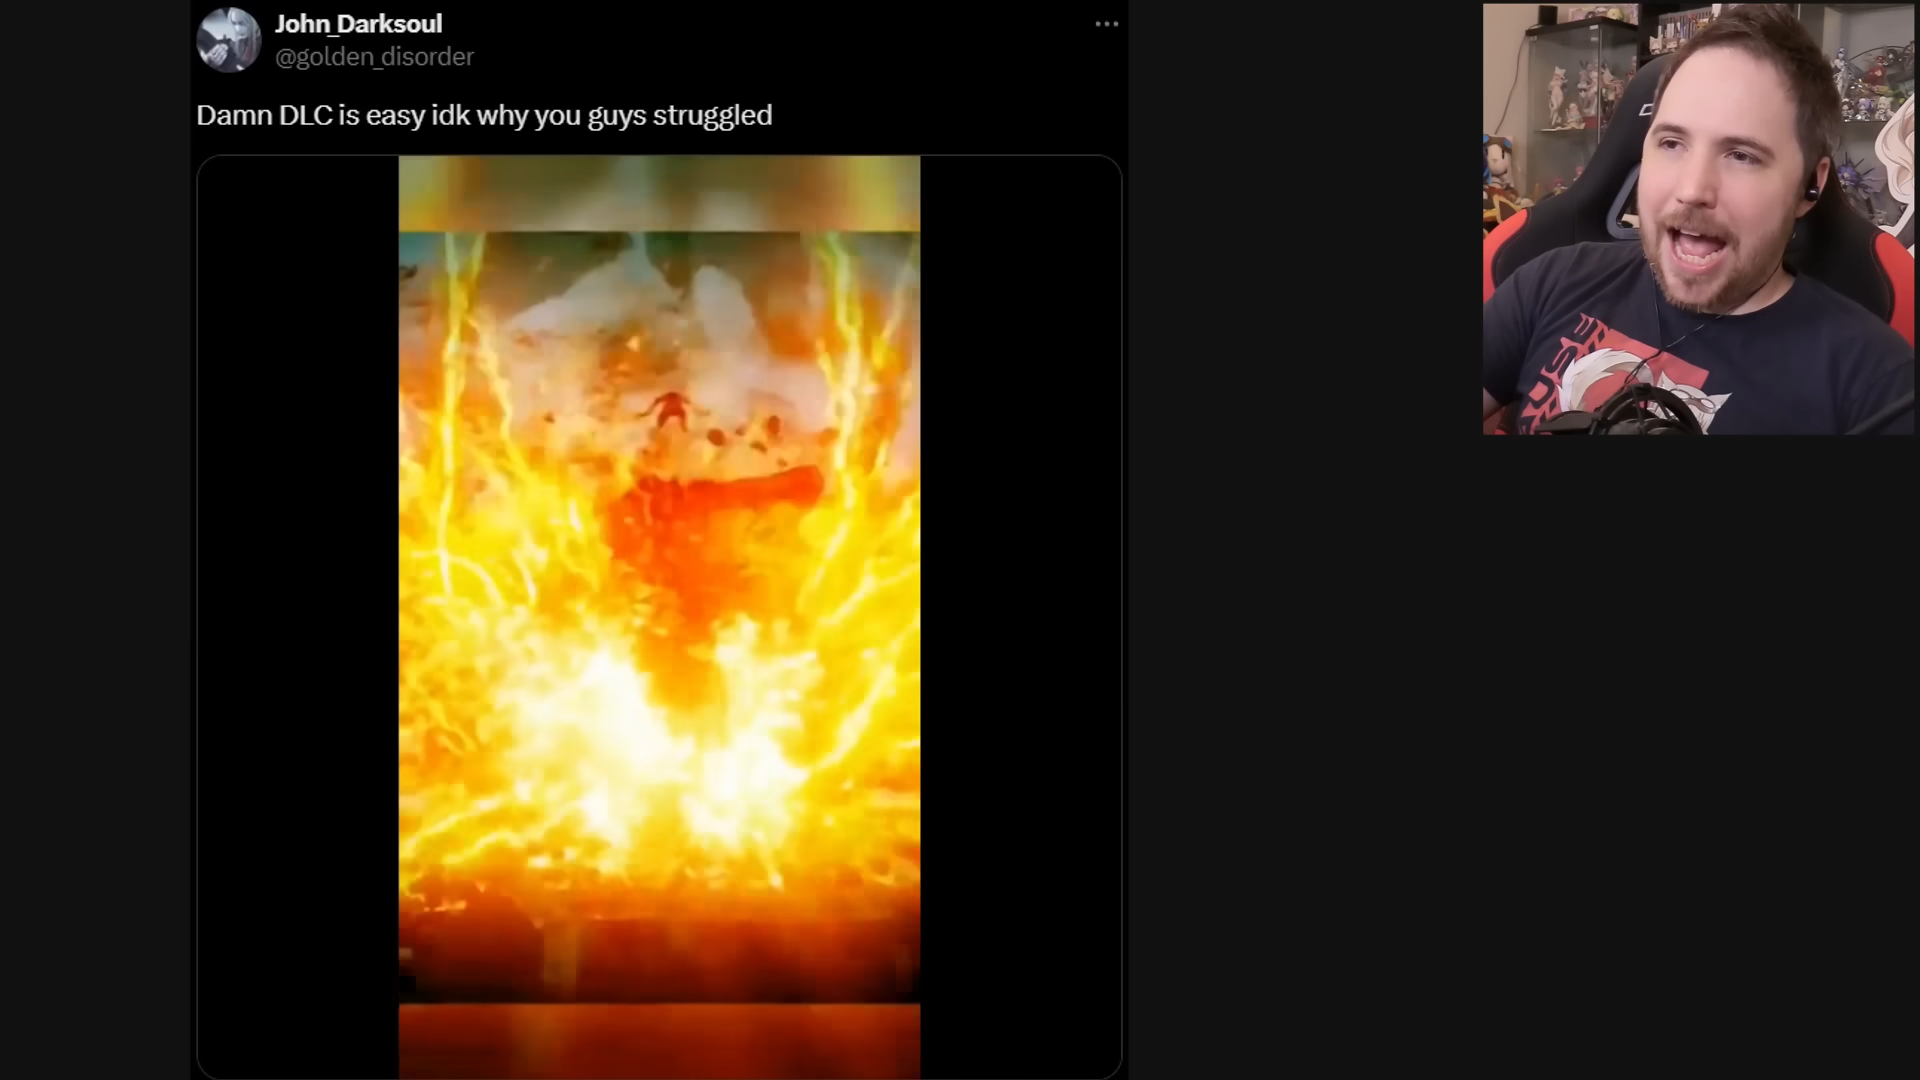 John_Darksoul
@golden_disorder
Damn DLC is easy idk why you guys struggled